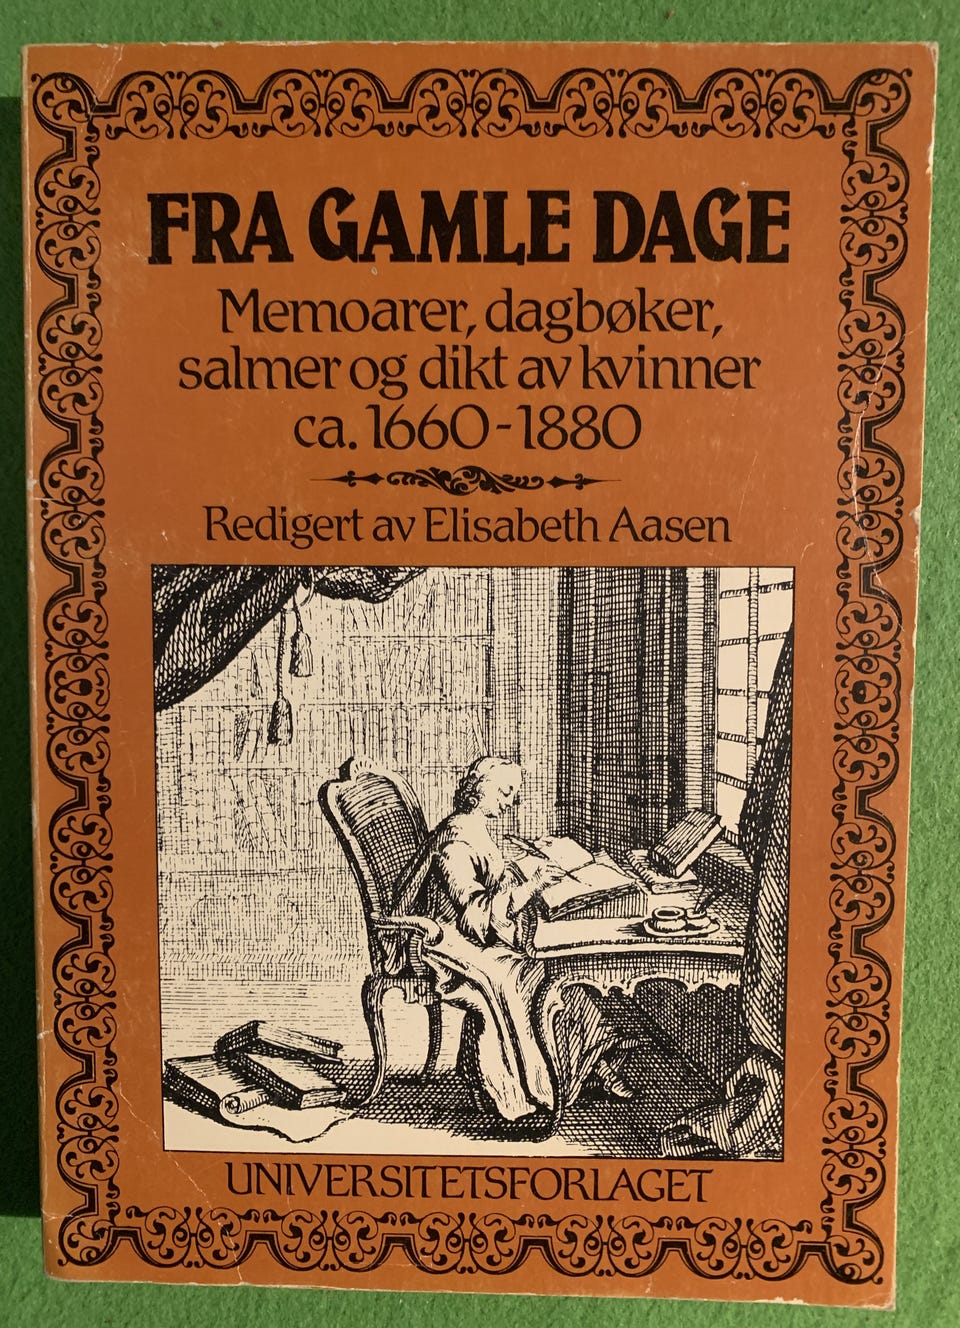 FRA GAMLE DAGE
Memoarer, dagbøker,
salmer og dikt av kvinner
ca. 1660-1880
Redigert av Elisabeth Aasen
UNIVERSITETSFORLAGET